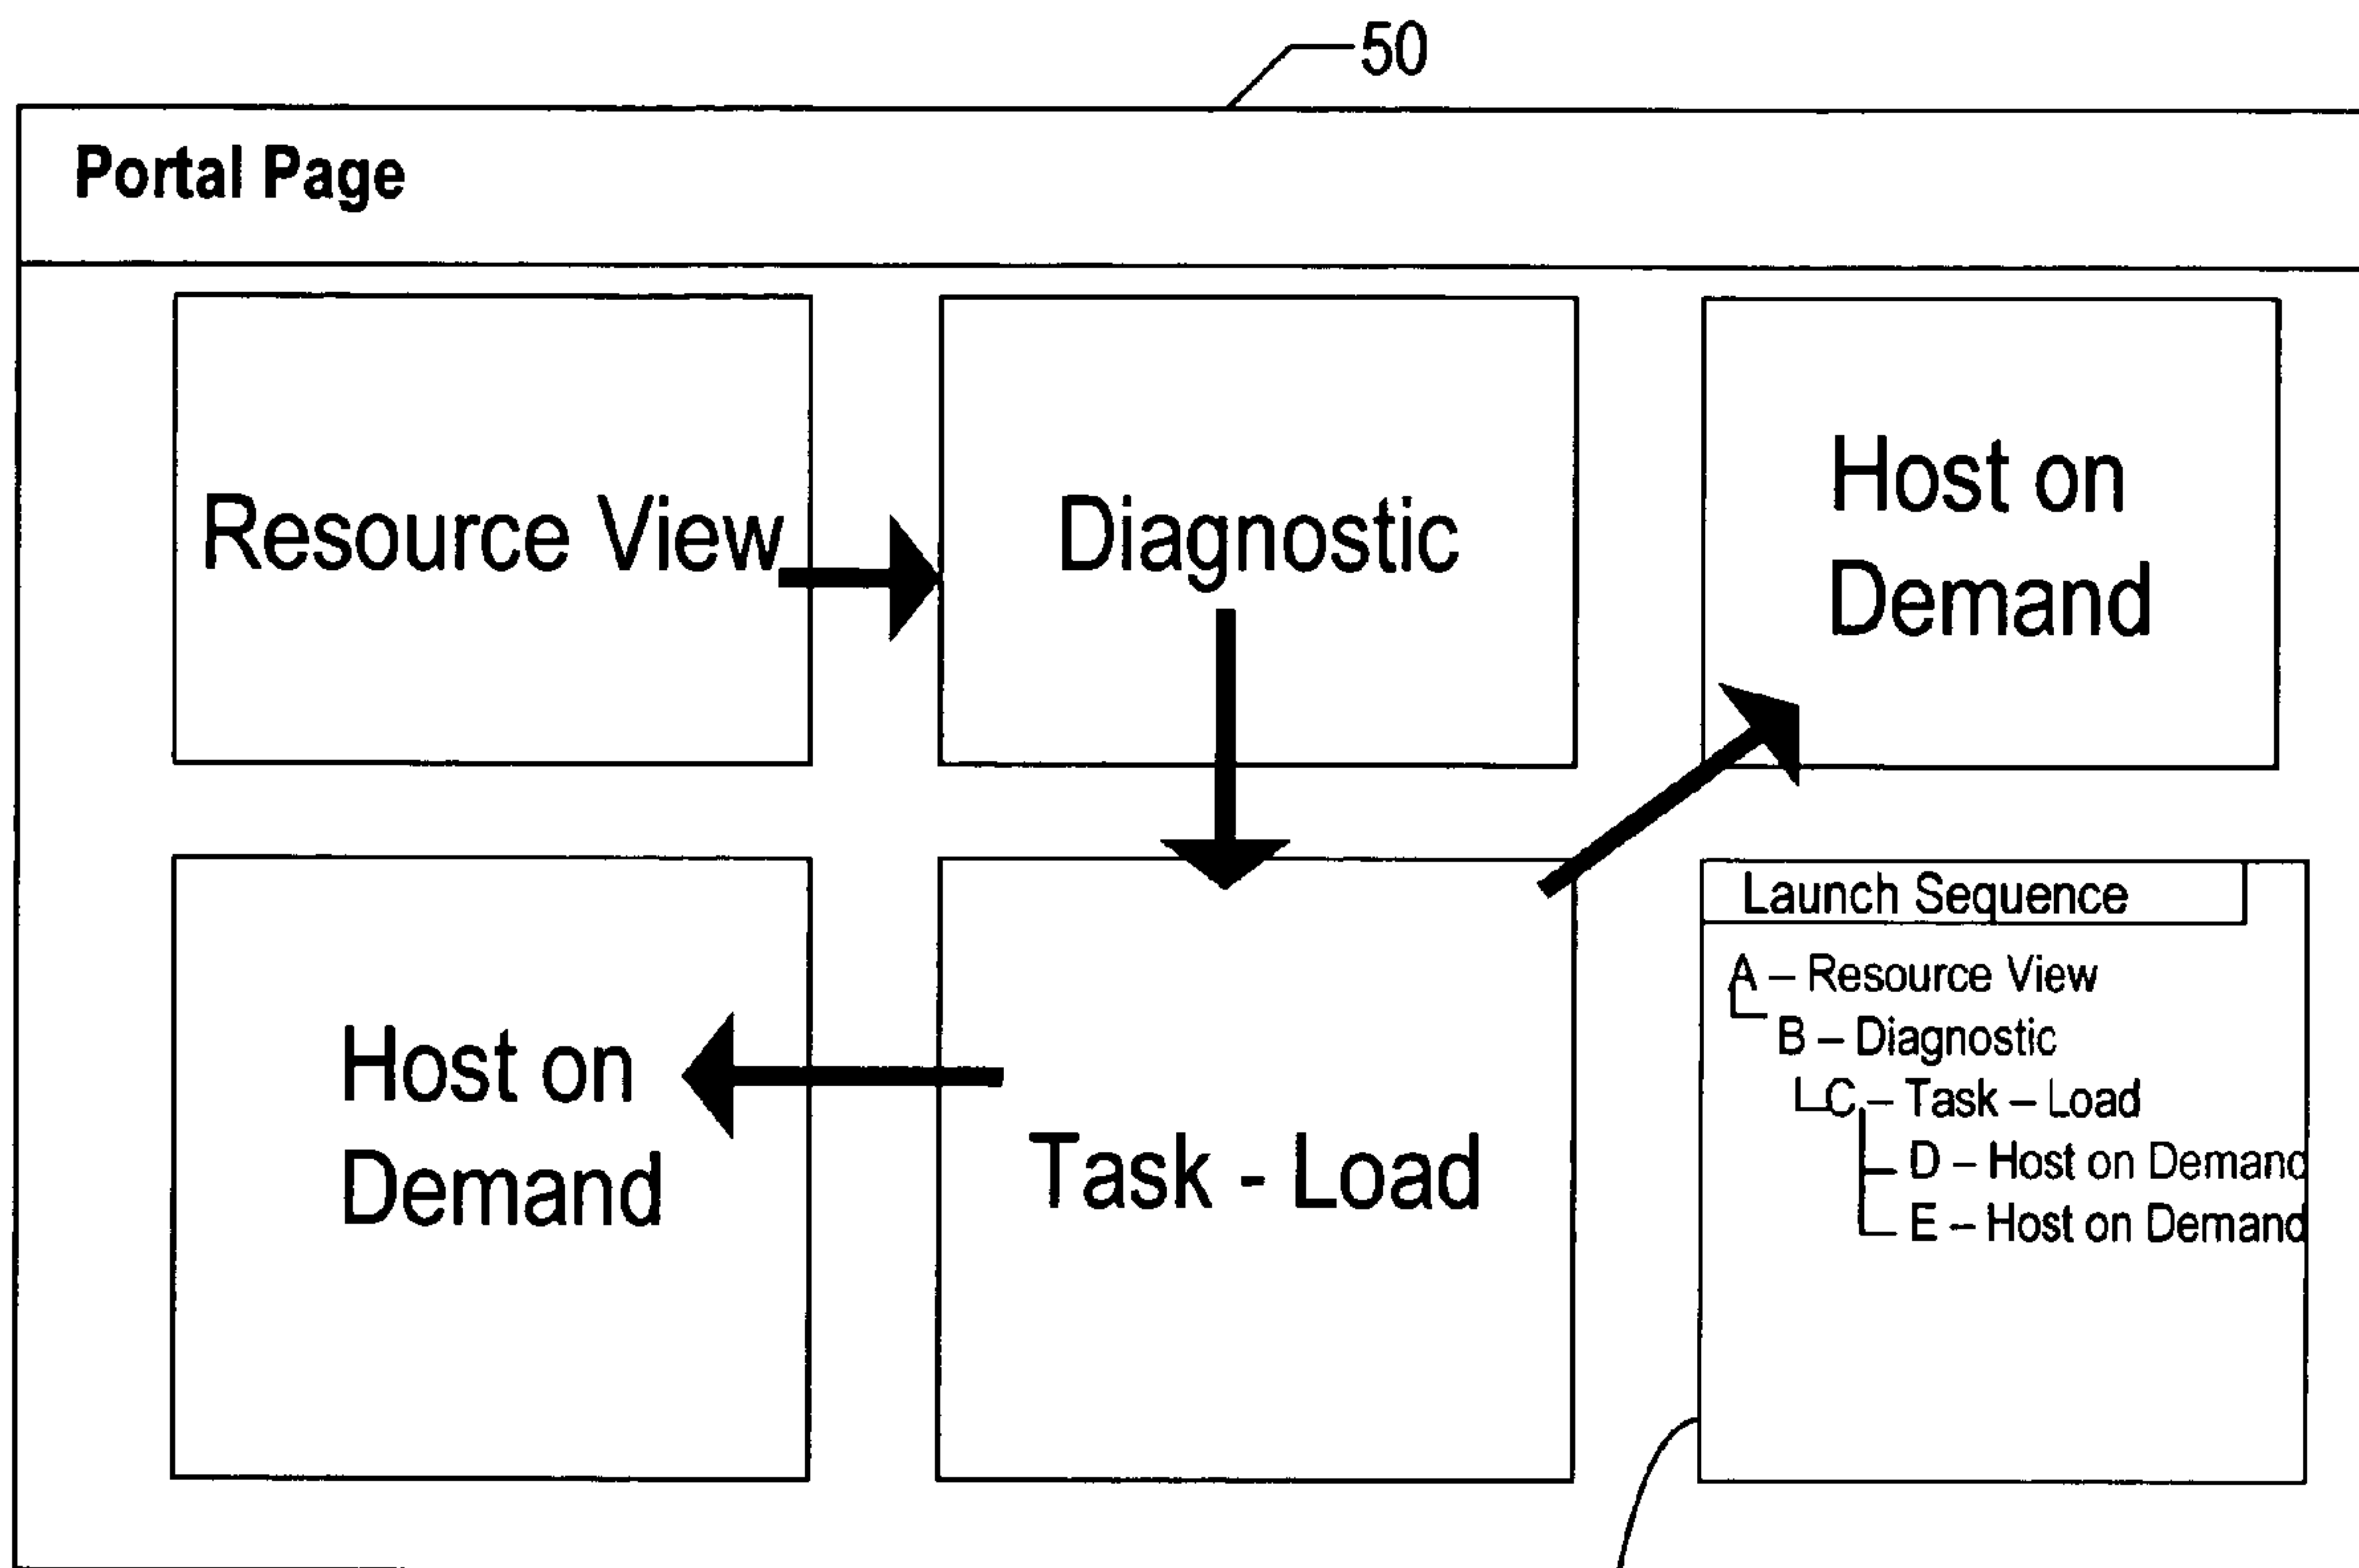 50
Portal Page
Resource View
Diagnostic
Host on
Demand
Host on
Demand
Task - Load
Launch Sequence
A – Resource View
B – Diagnostic
C – Task – Load
D – Host on Demand
E – Host on Demand